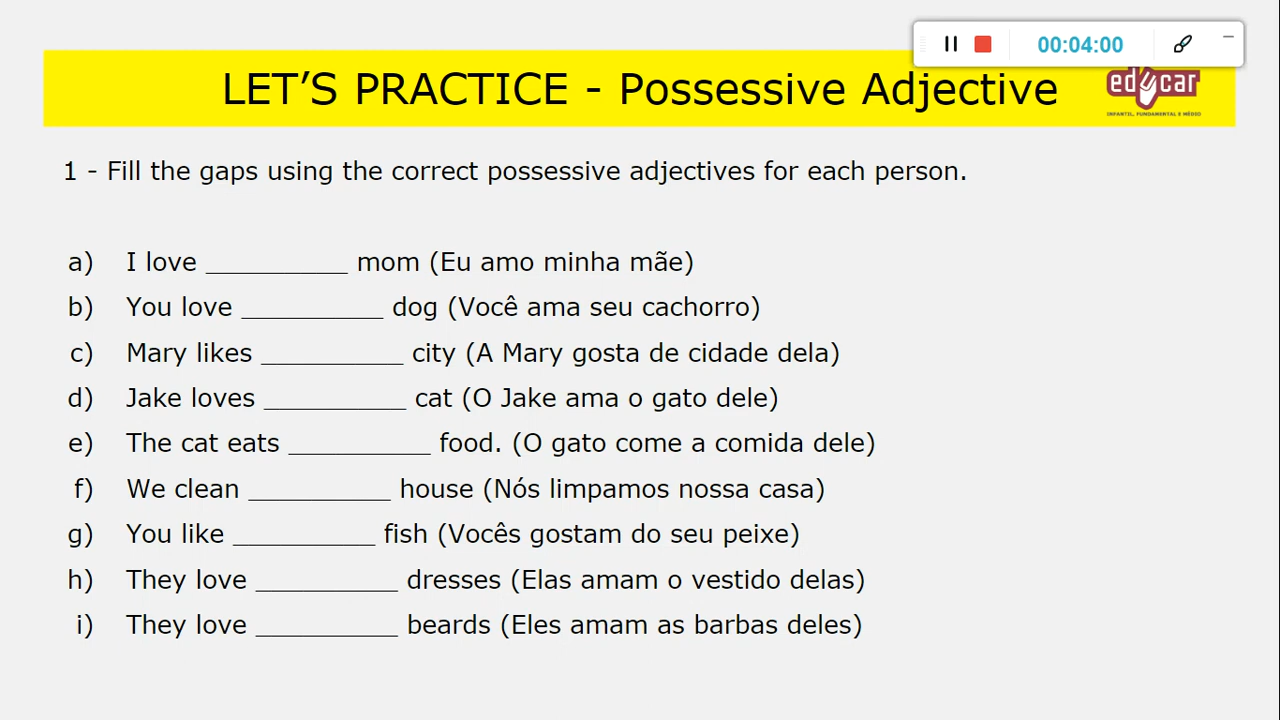 00:04:00
LET'S PRACTICE - Possessive Adjective
educar
INFANTIL, FUNDAMENTAL E MÉDIO
1 - Fill the gaps using the correct possessive adjectives for each person.
a) I love __________ mom (Eu amo minha mãe)
b) You love __________ dog (Você ama seu cachorro)
c) Mary likes __________ city (A Mary gosta de cidade dela)
d) Jake loves __________ cat (O Jake ama o gato dele)
e) The cat eats __________ food. (O gato come a comida dele)
f) We clean __________ house (Nós limpamos nossa casa)
g) You like __________ fish (Vocês gostam do seu peixe)
h) They love __________ dresses (Elas amam o vestido delas)
i) They love __________ beards (Eles amam as barbas deles)